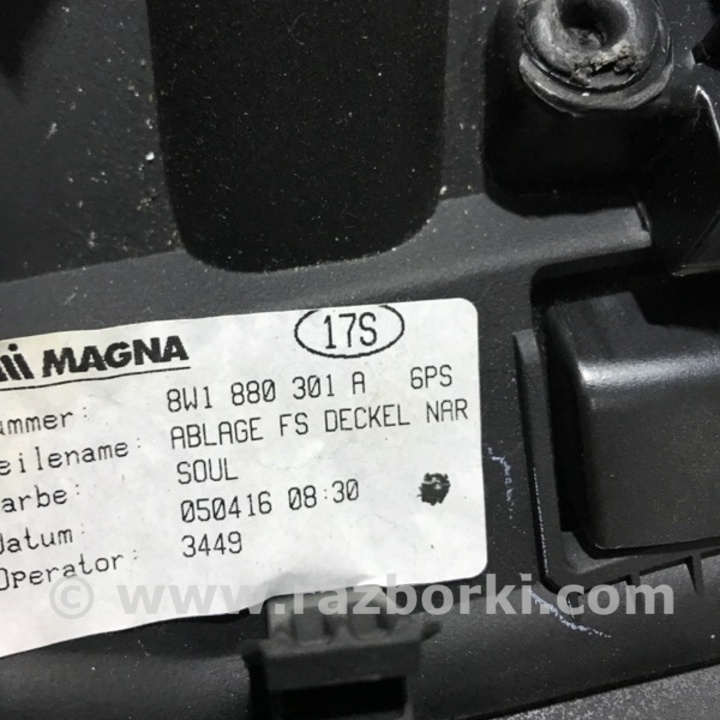 17S
MAGNA
ummer: 8W1 880 301 A 6PS
eilename: ABLAGE FS DECKEL NAR
arbe: SOUL
Datum: 050416 08:30
Operator: 3449
© www.razborki.com